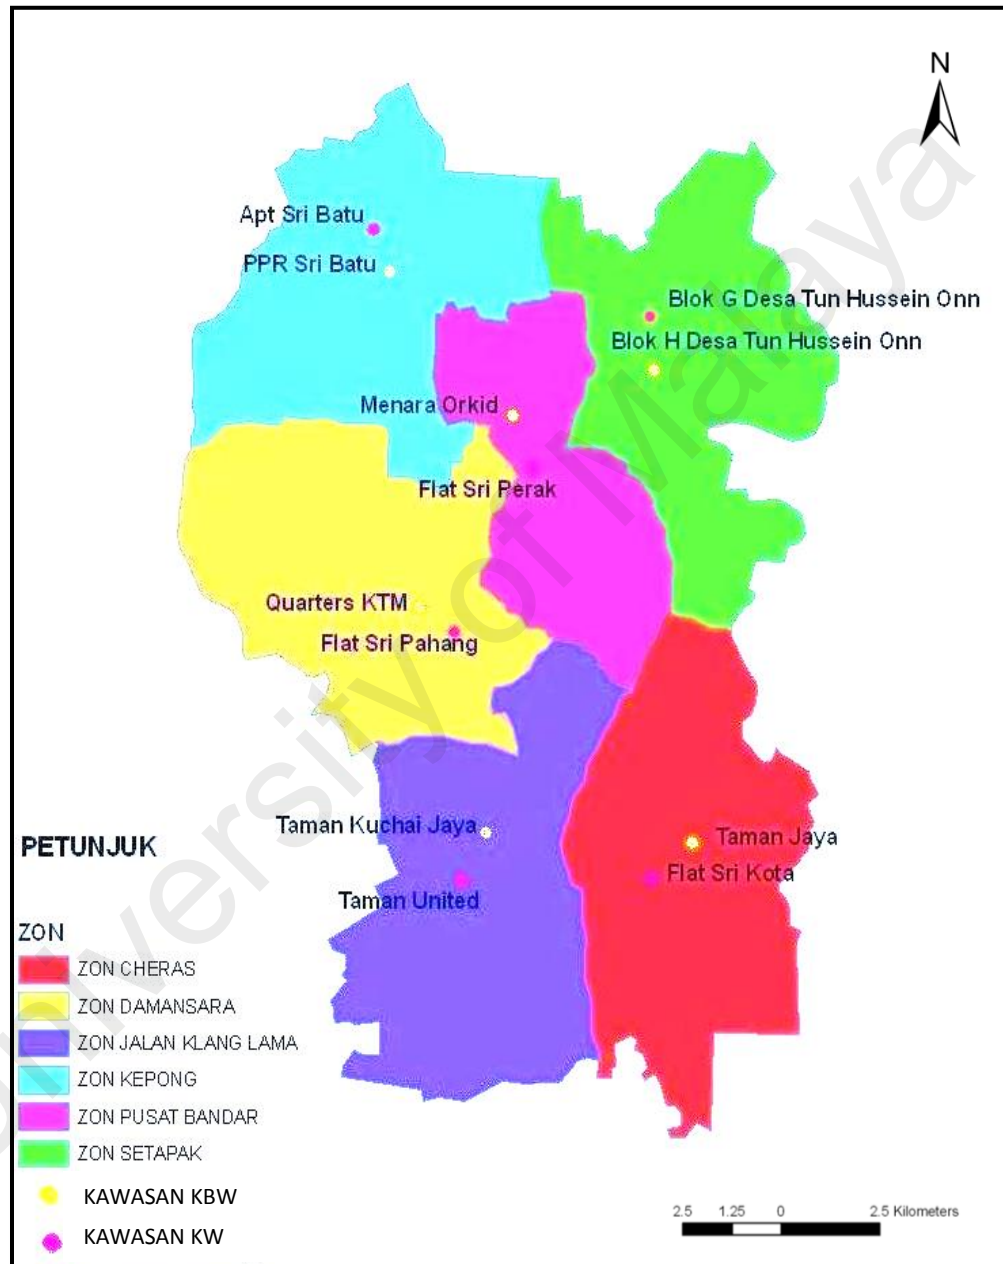 N
Apt Sri Batu
PPR Sri Batu
Blok G Desa Tun Hussein Onn
Blok H Desa Tun Hussein Onn
Menara Orkid
Flat Sri Perak
Quarters KTM
Flat Sri Pahang
Taman Kuchai Jaya
Taman Jaya
Flat Sri Kota
Taman United
PETUNJUK
ZON
ZON CHERAS
ZON DAMANSARA
ZON JALAN KLANG LAMA
ZON KEPONG
ZON PUSAT BANDAR
ZON SETAPAK
KAWASAN KBW
KAWASAN KW
2.5 1.25 0 2.5 Kilometers
University of Malaya